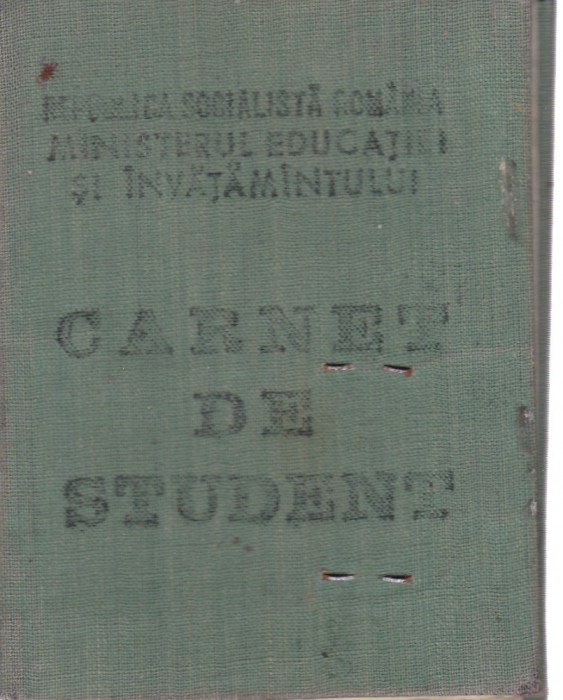 REPUBLICA SOCIALISTĂ ROMÂNIA
MINISTERUL EDUCAȚIEI
ȘI ÎNVĂȚĂMÎNTULUI
CARNET
DE
STUDENT